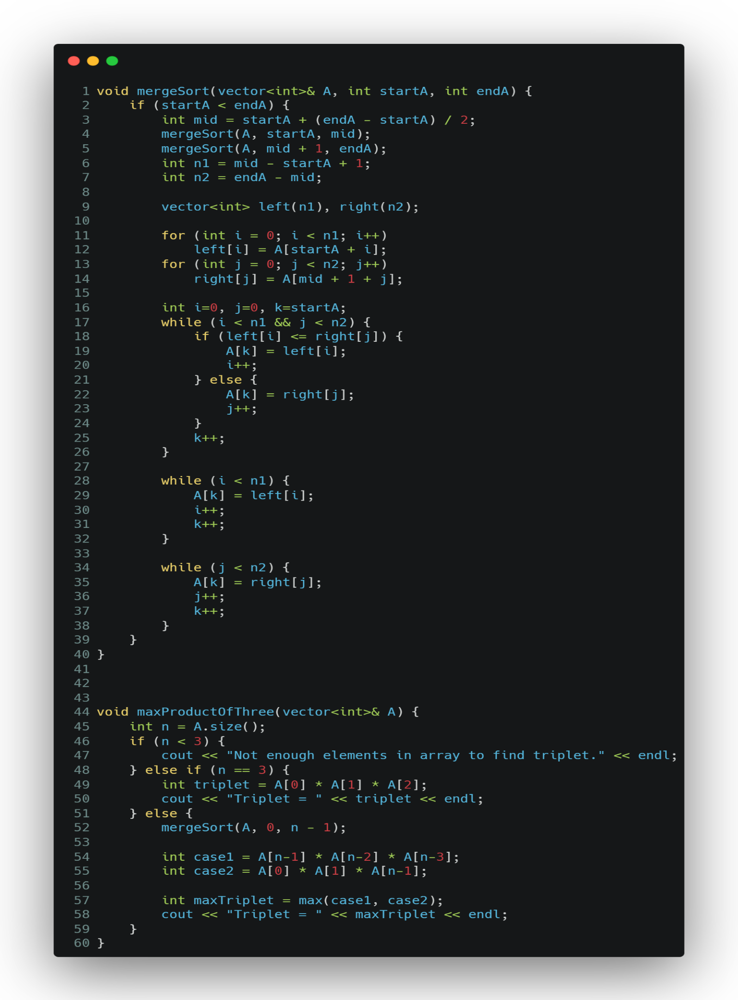 1 void mergeSort(vector<int>& A, int startA, int endA) {
2     if (startA < endA) {
3         int mid = startA + (endA - startA) / 2;
4         mergeSort(A, startA, mid);
5         mergeSort(A, mid + 1, endA);
6         int n1 = mid - startA + 1;
7         int n2 = endA - mid;
8
9         vector<int> left(n1), right(n2);
10
11         for (int i = 0; i < n1; i++)
12             left[i] = A[startA + i];
13         for (int j = 0; j < n2; j++)
14             right[j] = A[mid + 1 + j];
15
16         int i=0, j=0, k=startA;
17         while (i < n1 && j < n2) {
18             if (left[i] <= right[j]) {
19                 A[k] = left[i];
20                 i++;
21             } else {
22                 A[k] = right[j];
23                 j++;
24             }
25             k++;
26         }
27
28         while (i < n1) {
29             A[k] = left[i];
30             i++;
31             k++;
32         }
33
34         while (j < n2) {
35             A[k] = right[j];
36             j++;
37             k++;
38         }
39     }
40 }
41
42
43
44 void maxProductOfThree(vector<int>& A) {
45     int n = A.size();
46     if (n < 3) {
47         cout << "Not enough elements in array to find triplet." << endl;
48     } else if (n == 3) {
49         int triplet = A[0] * A[1] * A[2];
50         cout << "Triplet = " << triplet << endl;
51     } else {
52         mergeSort(A, 0, n - 1);
53
54         int case1 = A[n-1] * A[n-2] * A[n-3];
55         int case2 = A[0] * A[1] * A[n-1];
56
57         int maxTriplet = max(case1, case2);
58         cout << "Triplet = " << maxTriplet << endl;
59     }
60 }